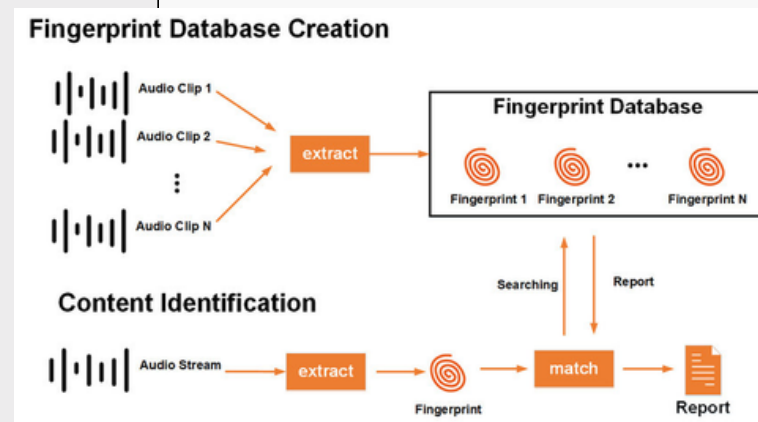 Fingerprint Database Creation
Audio Clip 1
Audio Clip 2
Audio Clip N
extract
Fingerprint Database
Fingerprint 1 Fingerprint 2 Fingerprint N
Searching
Report
Content Identification
Audio Stream
extract
Fingerprint
match
Report